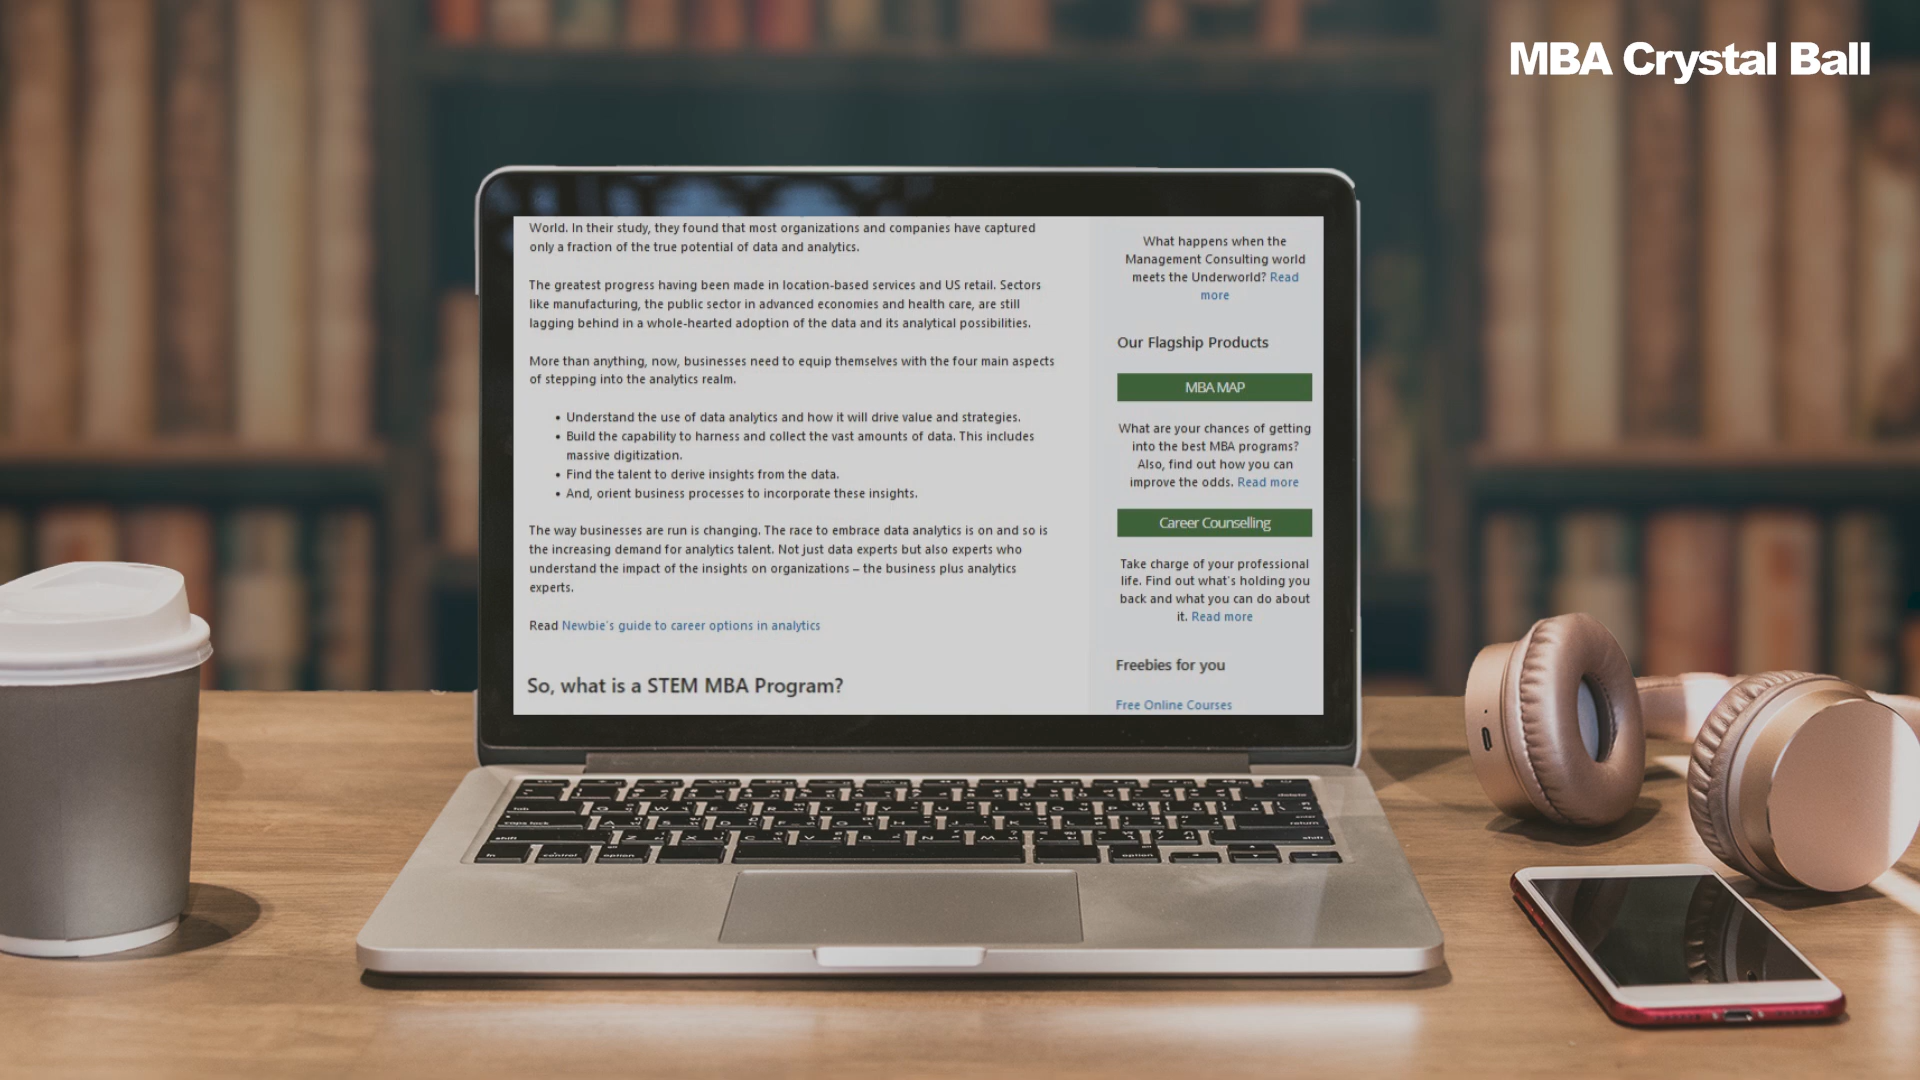 MBA Crystal Ball
World. In their study, they found that most organizations and companies have captured
only a fraction of the true potential of data and analytics.
The greatest progress having been made in location-based services and US retail. Sectors
like manufacturing, the public sector in advanced economies and health care, are still
lagging behind in a whole-hearted adoption of the data and its analytical possibilities.
More than anything, now, businesses need to equip themselves with the four main aspects
of stepping into the analytics realm.
• Understand the use of data analytics and how it will drive value and strategies.
• Build the capability to harness and collect the vast amounts of data. This includes
massive digitization.
• Find the talent to derive insights from the data.
• And, orient business processes to incorporate these insights.
The way businesses are run is changing. The race to embrace data analytics is on and so is
the increasing demand for analytics talent. Not just data experts but also experts who
understand the impact of the insights on organizations – the business plus analytics
experts.
Read Newbie's guide to career options in analytics
So, what is a STEM MBA Program?
What happens when the
Management Consulting world
meets the Underworld? Read
more
Our Flagship Products
MBA MAP
What are your chances of getting
into the best MBA programs?
Also, find out how you can
improve the odds. Read more
Career Counselling
Take charge of your professional
life. Find out what's holding you
back and what you can do about
it. Read more
Freebies for you
Free Online Courses